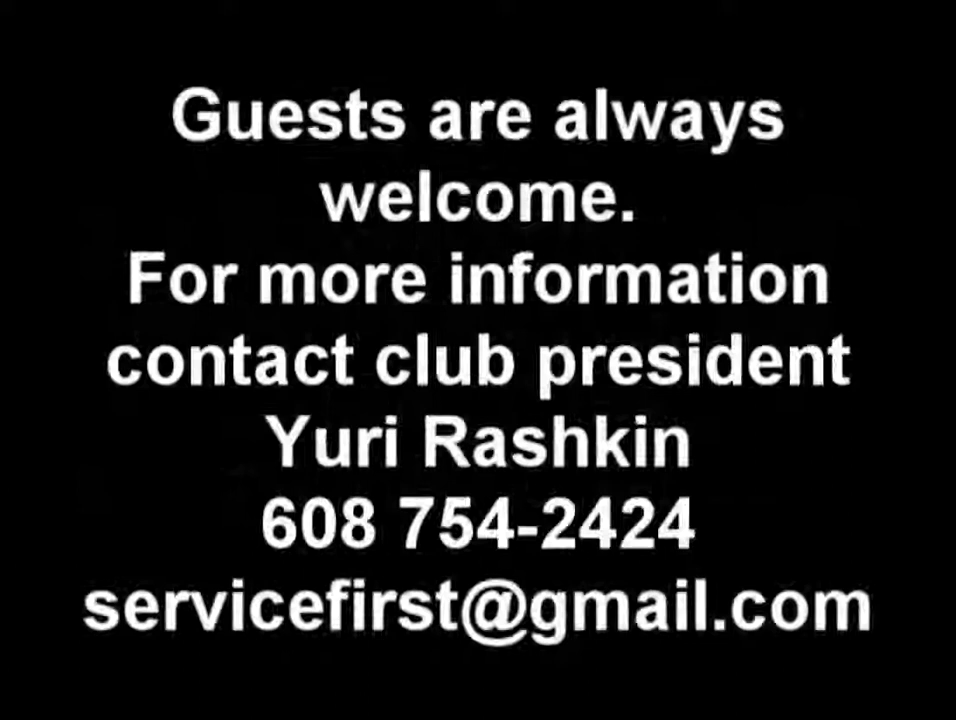 Guests are always
welcome.
For more information
contact club president
Yuri Rashkin
608 754-2424
servicefirst@gmail.com